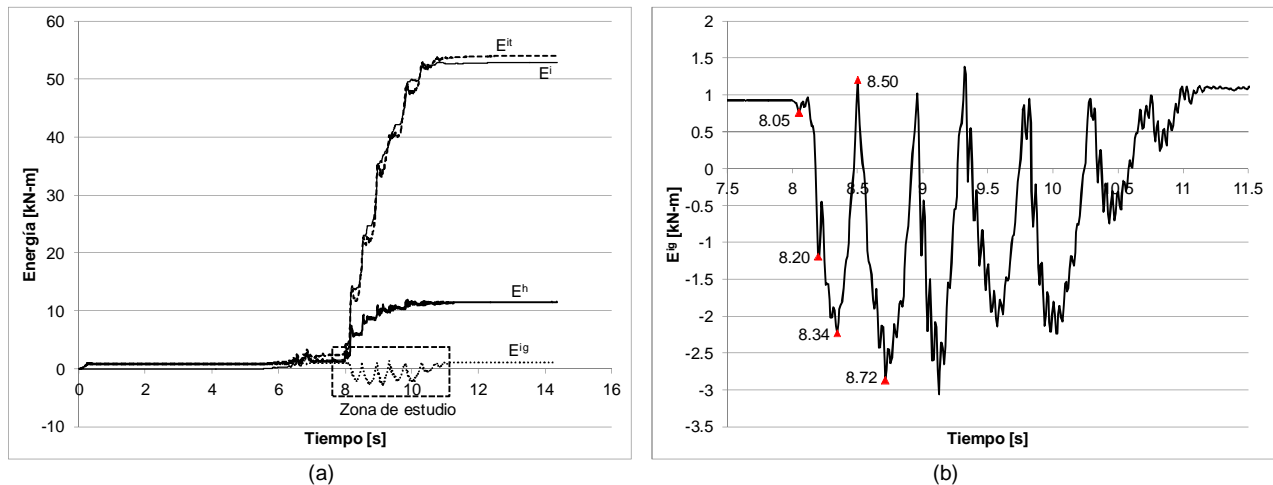 60
50
40
30
20
10
0
-10
0 2 4 6 8 10 12 14 16
Energía [kN-m]
Tiempo [s]
E^it
E^i
E^h
E^ig
Zona de estudio
(a)
2
1.5
1
0.5
0
-0.5
-1
-1.5
-2
-2.5
-3
-3.5
7.5 8 8.5 9 9.5 10 10.5 11 11.5
E^ig [kN-m]
Tiempo [s]
8.05
8.50
8.20
8.34
8.72
(b)